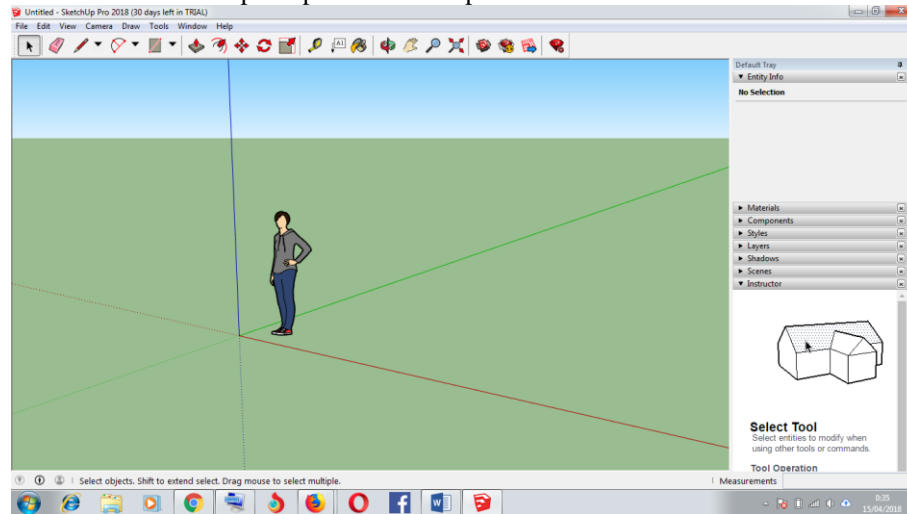 Untitled - SketchUp Pro 2018 (30 days left in TRIAL)
File Edit View Camera Draw Tools Window Help
A1
Default Tray
Entity Info
No Selection
Materials
Components
Styles
Layers
Shadows
Scenes
Instructor
Select Tool
Select entities to modify when
using other tools or commands.
Tool Operation
Select objects. Shift to extend select. Drag mouse to select multiple.
Measurements
0:35
15/04/2018